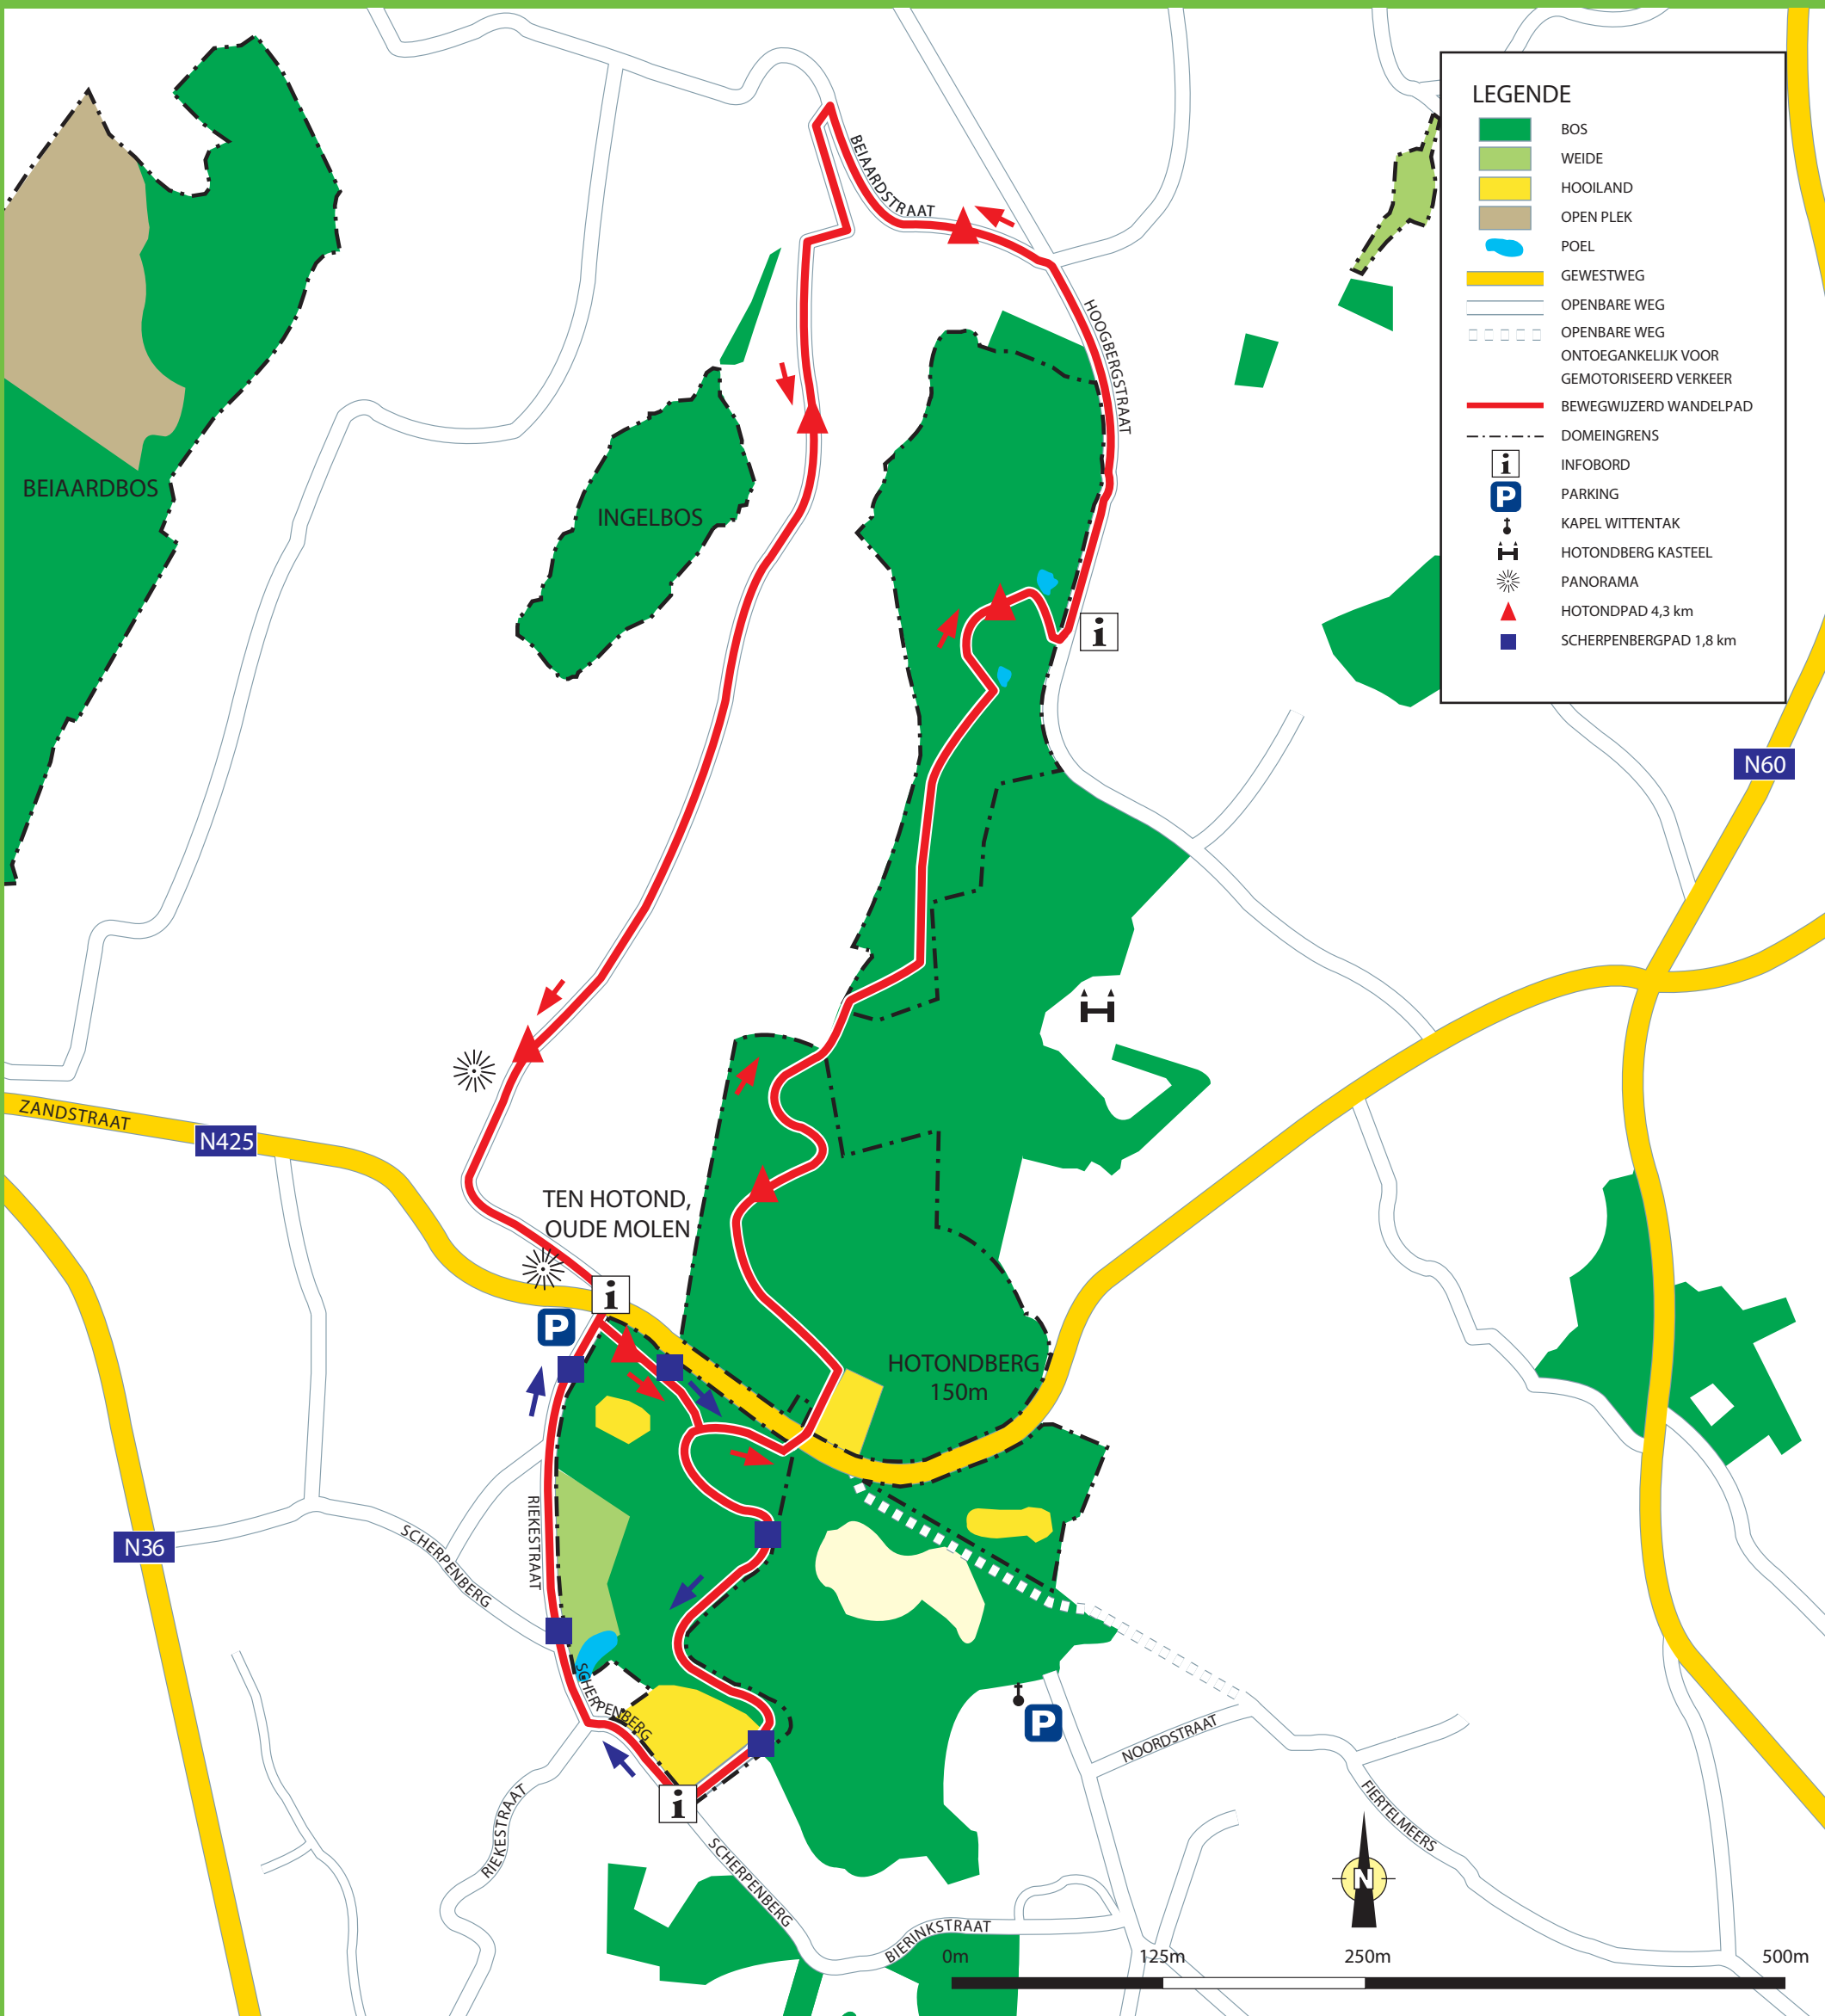 LEGENDE
BOS
WEIDE
HOOILAND
OPEN PLEK
POEL
GEWESTWEG
OPENBARE WEG
OPENBARE WEG
ONTOEGANKELIJK VOOR
GEMOTORISEERD VERKEER
BEWEGWIJZERD WANDELPAD
DOMEINGRENS
i INFOBORD
P PARKING
KAPEL WITTENTAK
HOTONDBERG KASTEEL
PANORAMA
HOTONDPAD 4,3 km
SCHERPENBERGPAD 1,8 km
BEIAARDSTRAAT
HOOGBERGSTRAAT
BEIAARDBOS
INGELBOS
i
N60
ZANDSTRAAT
N425
TEN HOTOND,
OUDE MOLEN
i
P
HOTONDBERG
150m
N36
SCHERPENBERG
RIEKESTRAAT
SCHERPENBERG
P
NOORDSTRAAT
i
RIEKESTRAAT
SCHERPENBERG
FIERTELMEERS
N
BIERINKSTRAAT
0m
125m
250m
500m